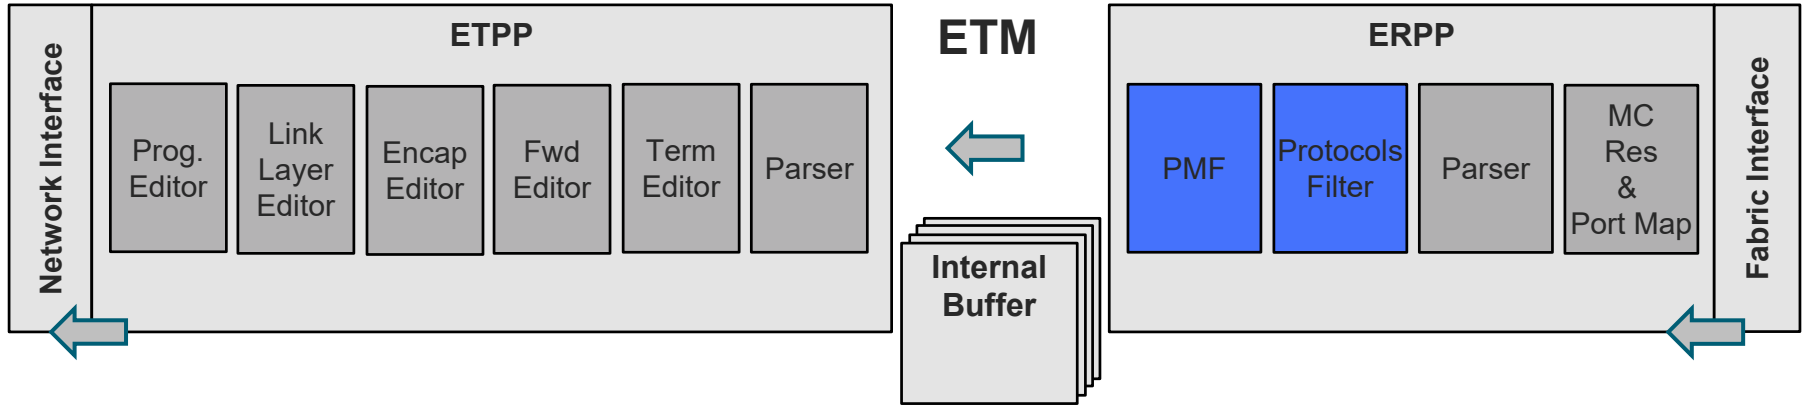 Network Interface
ETPP
Prog.
Editor
Link
Layer
Editor
Encap
Editor
Fwd
Editor
Term
Editor
Parser
ETM
Internal
Buffer
ERPP
PMF
Protocols
Filter
Parser
MC
Res
&
Port Map
Fabric Interface